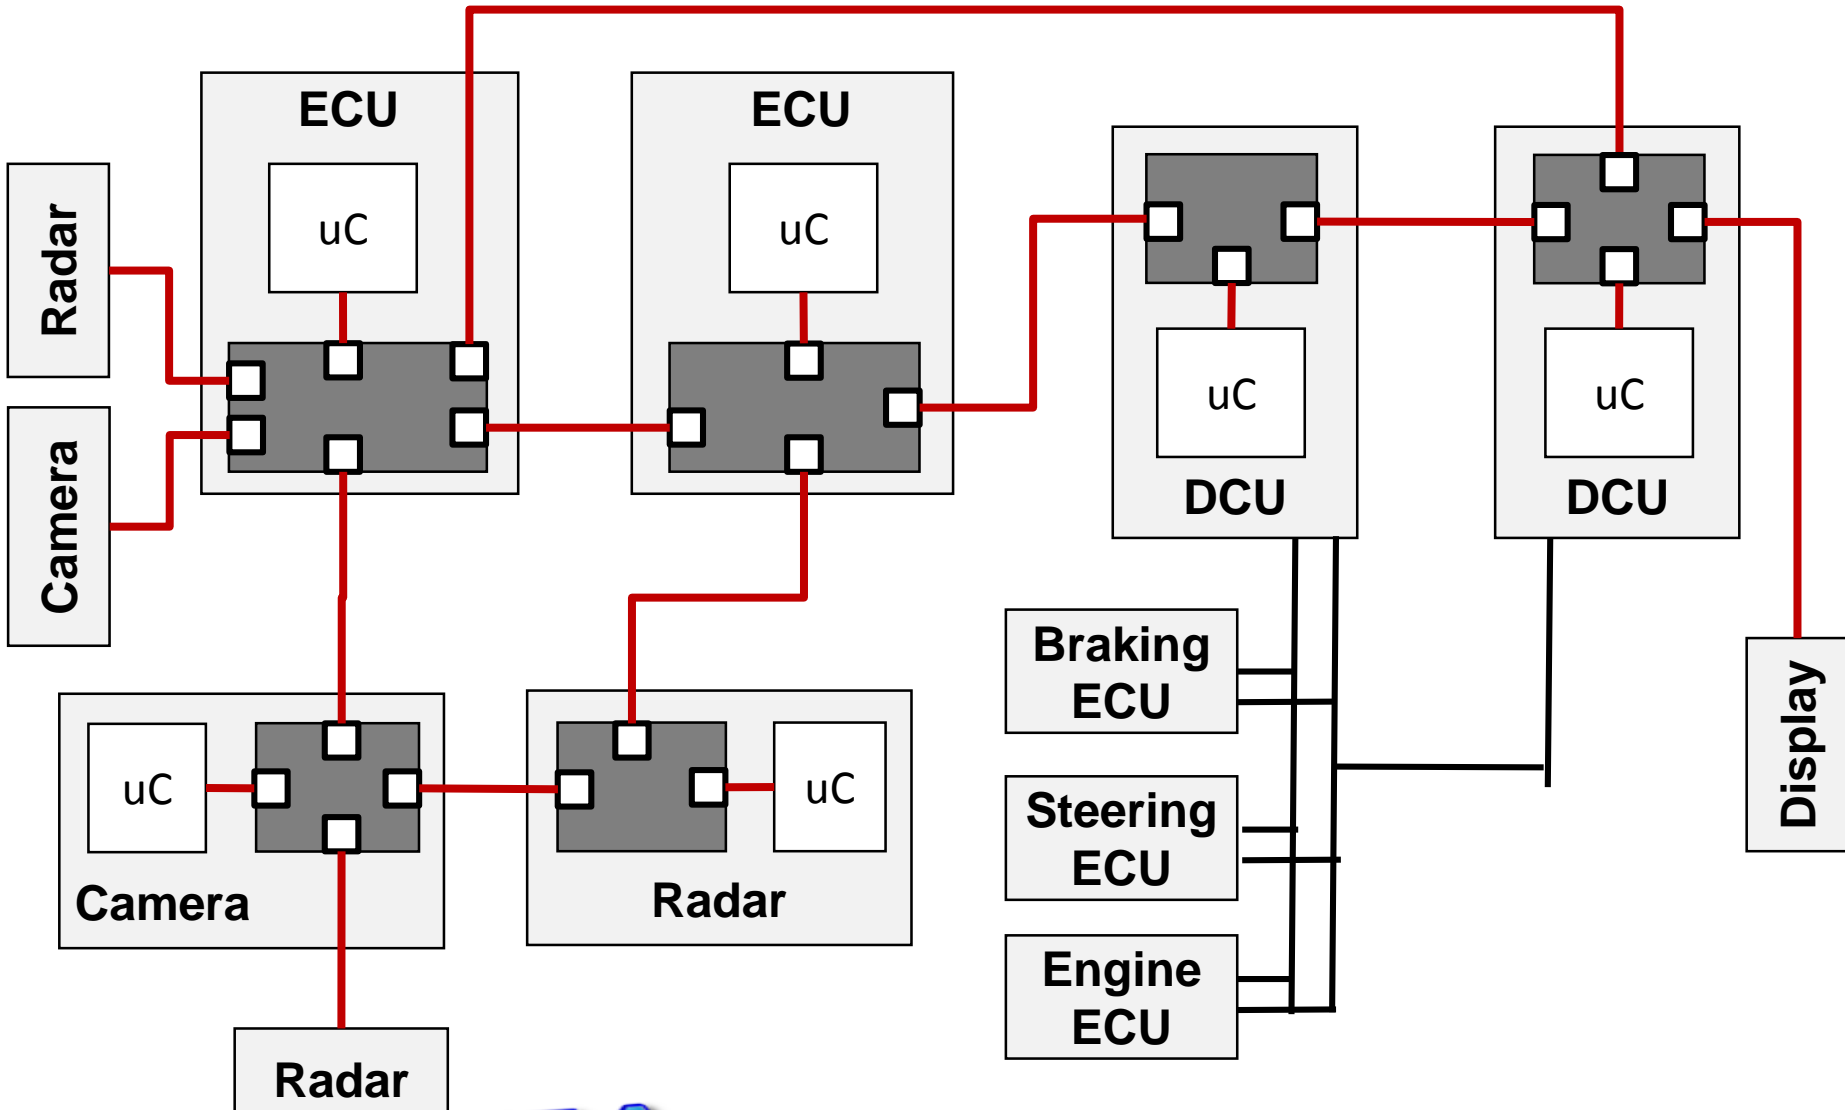 ECU
ECU
Radar
uC
uC
uC
uC
Camera
DCU
DCU
Braking
ECU
Display
uC
uC
Steering
ECU
Camera
Radar
Engine
ECU
Radar